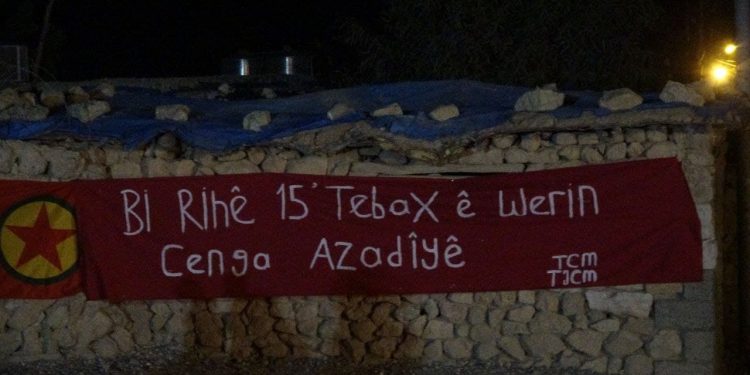 Bi Rihê 15' Tebax ê Werin
Cenga Azadîyê
TCM
TJCM